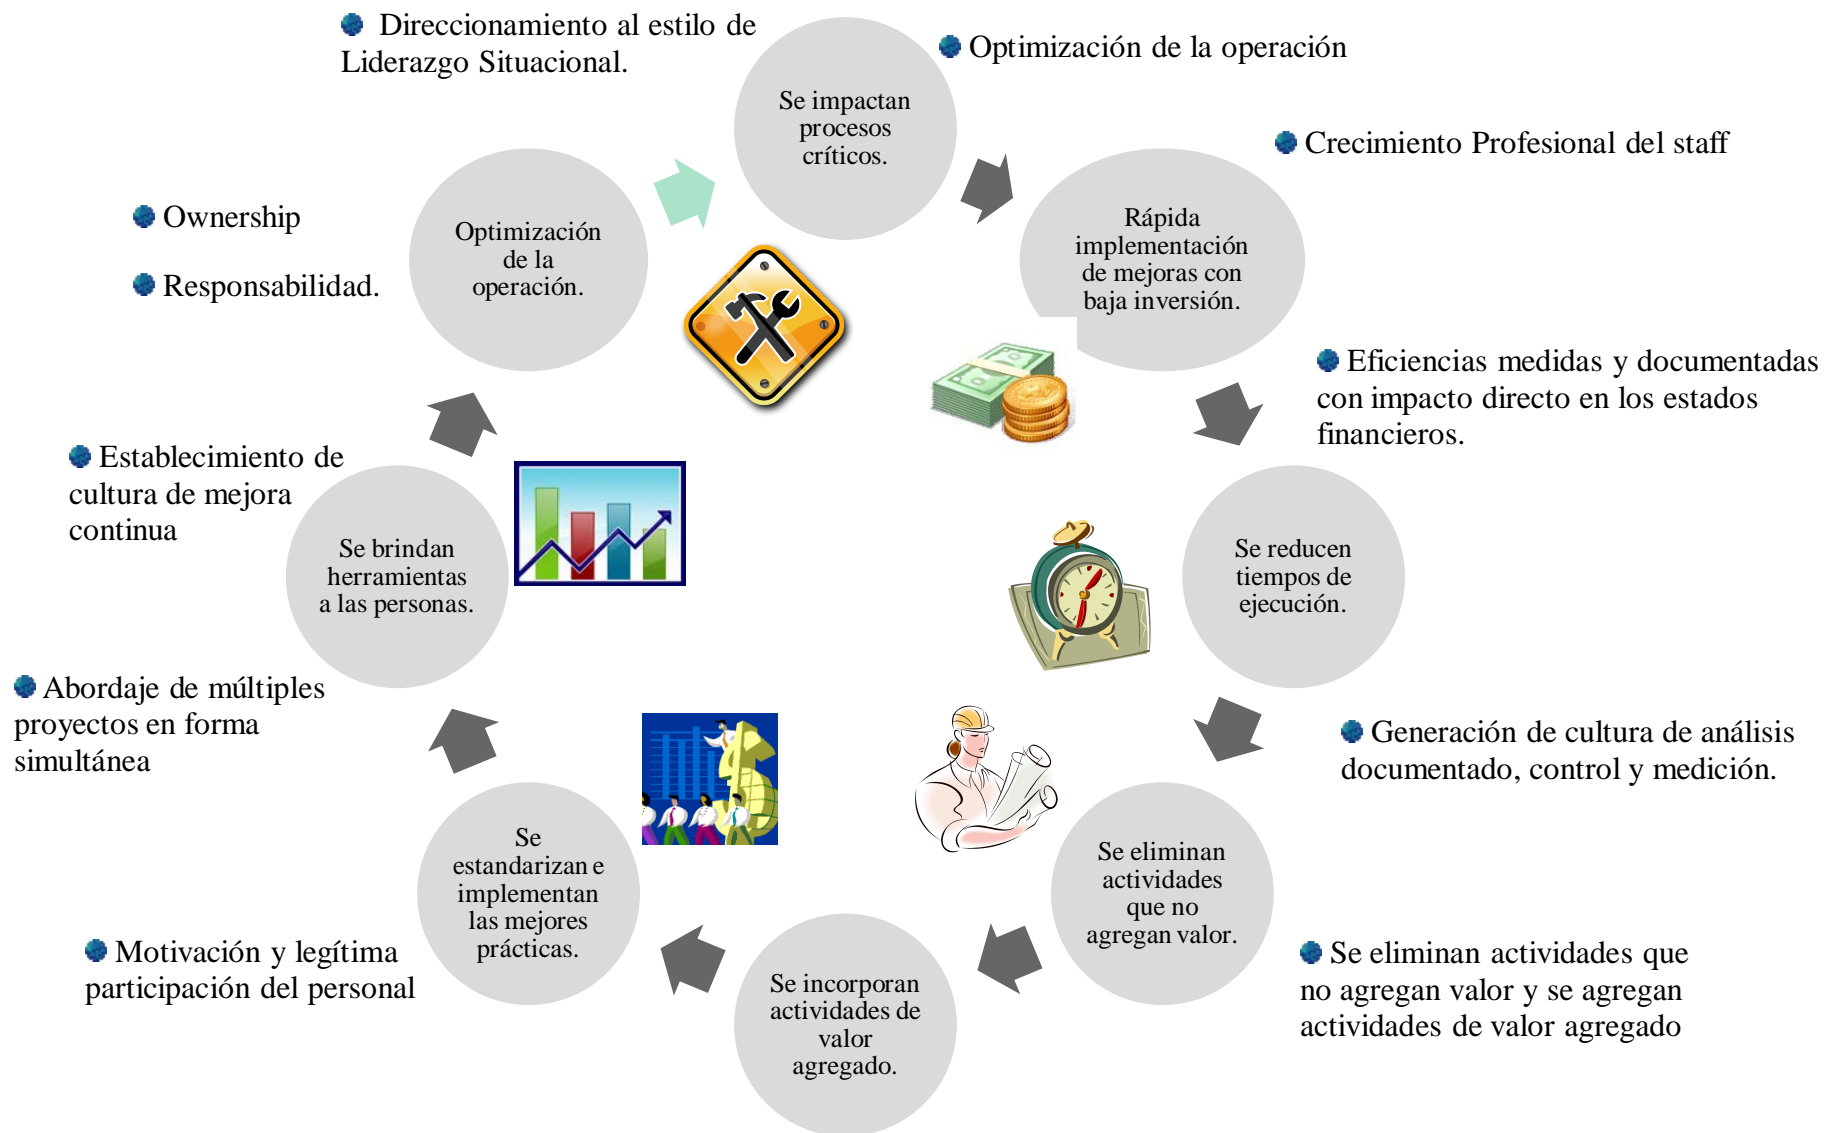 Direccionamiento al estilo de
Liderazgo Situacional.
Se impactan
procesos
críticos.
Optimización de la operación
Crecimiento Profesional del staff
Rápida
implementación
de mejoras con
baja inversión.
Ownership
Responsabilidad.
Optimización
de la
operación.
Eficiencias medidas y documentadas
con impacto directo en los estados
financieros.
Establecimiento de
cultura de mejora
continua
Se brindan
herramientas
a las personas.
Se reducen
tiempos de
ejecución.
Abordaje de múltiples
proyectos en forma
simultánea
Generación de cultura de análisis
documentado, control y medición.
Se
estandarizan e
implementan
las mejores
prácticas.
Se eliminan
actividades
que no
agregan valor.
Motivación y legítima
participación del personal
Se incorporan
actividades de
valor
agregado.
Se eliminan actividades que
no agregan valor y se agregan
actividades de valor agregado